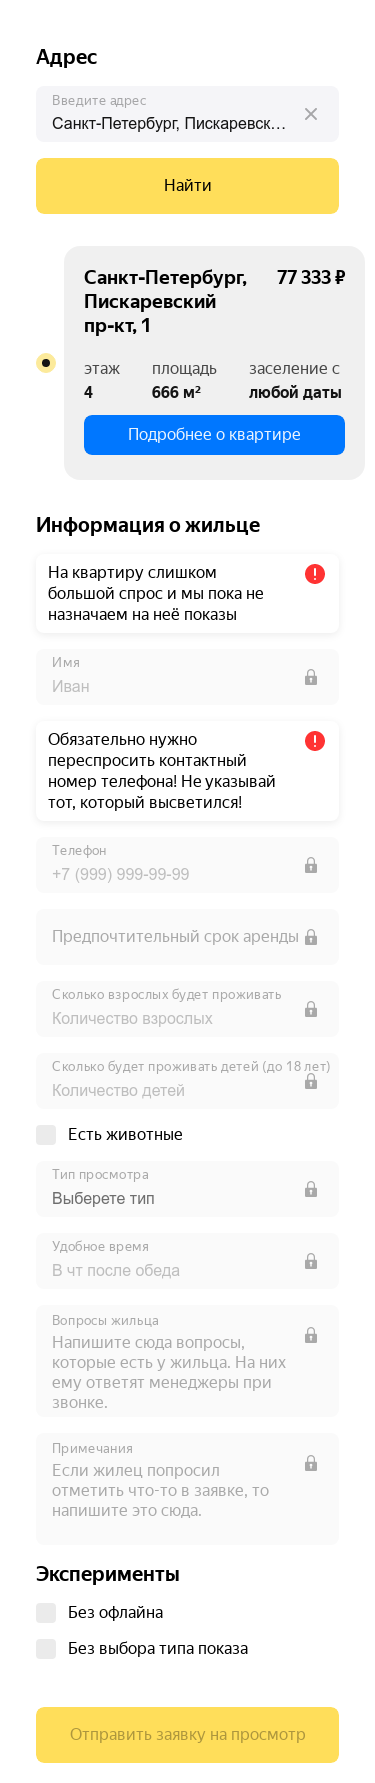 Адрес
Введите адрес
Санкт-Петербург, Пискаревск…
Найти
Санкт-Петербург, 77 333 ₽
Пискаревский
пр-кт, 1
этаж площадь заселение с
4 666 м² любой даты
Подробнее о квартире
Информация о жильце
На квартиру слишком
большой спрос и мы пока не
назначаем на неё показы
Имя
Иван
Обязательно нужно
переспросить контактный
номер телефона! Не указывай
тот, который высветился!
Телефон
+7 (999) 999-99-99
Предпочтительный срок аренды
Сколько взрослых будет проживать
Количество взрослых
Сколько будет проживать детей (до 18 лет)
Количество детей
Есть животные
Тип просмотра
Выберете тип
Удобное время
В чт после обеда
Вопросы жильца
Напишите сюда вопросы,
которые есть у жильца. На них
ему ответят менеджеры при
звонке.
Примечания
Если жилец попросил
отметить что-то в заявке, то
напишите это сюда.
Эксперименты
Без офлайна
Без выбора типа показа
Отправить заявку на просмотр